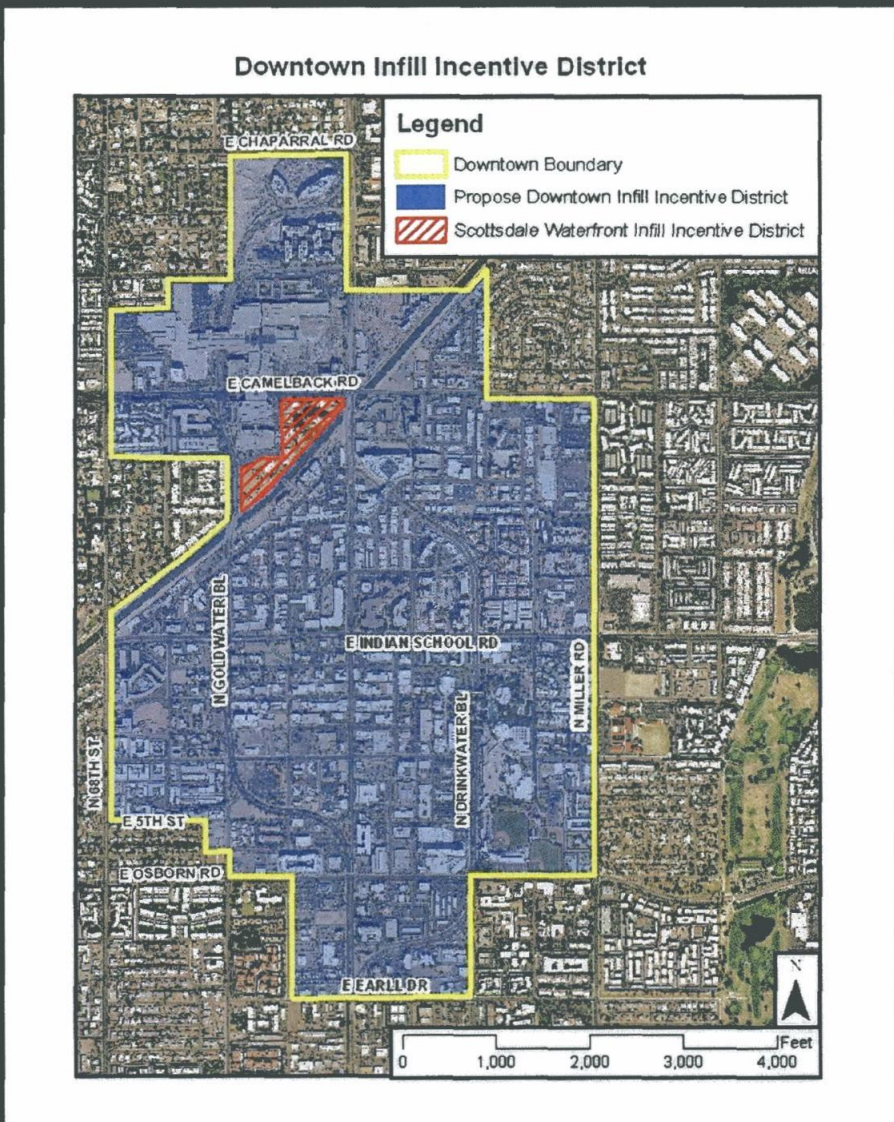 Downtown Infill Incentive District
Legend
Downtown Boundary
Propose Downtown Infill Incentive District
Scottsdale Waterfront Infill Incentive District
E CHAPARRAL RD
E CAMELBACK RD
N GOLDWATER BL
E INDIAN SCHOOL RD
N MILLER RD
N DRINKWATER BL
N 68TH ST
E 5TH ST
E OSBORN RD
E EARLL DR
N
Feet
0 1,000 2,000 3,000 4,000